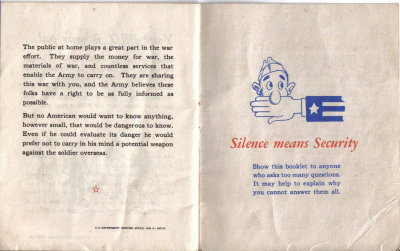 The public at home plays a great part in the war
effort. They supply the money for war, the
materials of war, and countless services that
enable the Army to carry on. They are sharing
this war with you, and the Army believes these
folks have a right to be as fully informed as
possible.
But no American would want to know anything,
however small, that would be dangerous to know.
Even if he could evaluate its danger he would
prefer not to carry in his mind a potential weapon
against the soldier overseas.
U.S. GOVERNMENT PRINTING OFFICE
Silence means Security
Show this booklet to anyone
who asks too many questions.
It may help to explain why
you cannot answer them all.